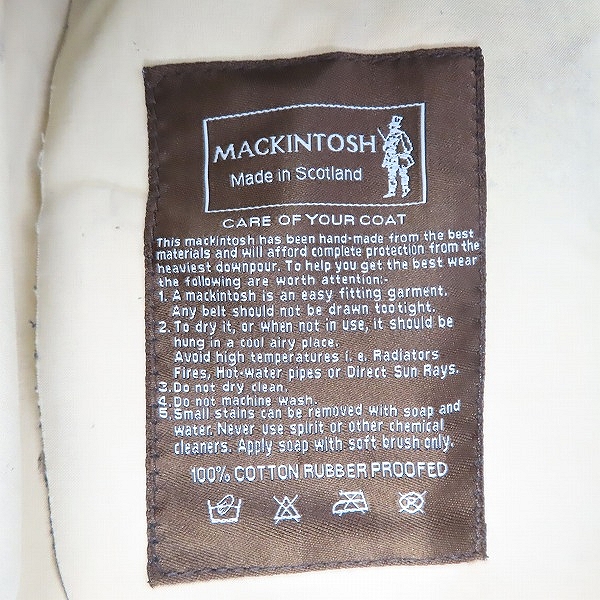 MACKINTOSH
Made in Scotland
CARE OF YOUR COAT
This mackintosh has been hand-made from the best
materials and will afford complete protection from the
heaviest downpour. To help you get the best wear
the following are worth attention:-
1. A mackintosh is an easy fitting garment.
Any belt should not be drawn too tight.
2. To dry it, or when not in use, it should be
hung in a cool airy place.
Avoid high temperatures i. e. Radiators
Fires, Hot-water pipes or Direct Sun Rays.
3. Do not dry clean.
4. Do not machine wash.
5. Small stains can be removed with soap and
water. Never use spirit or other chemical
cleaners. Apply soap with soft brush only.
100% COTTON RUBBER PROOFED